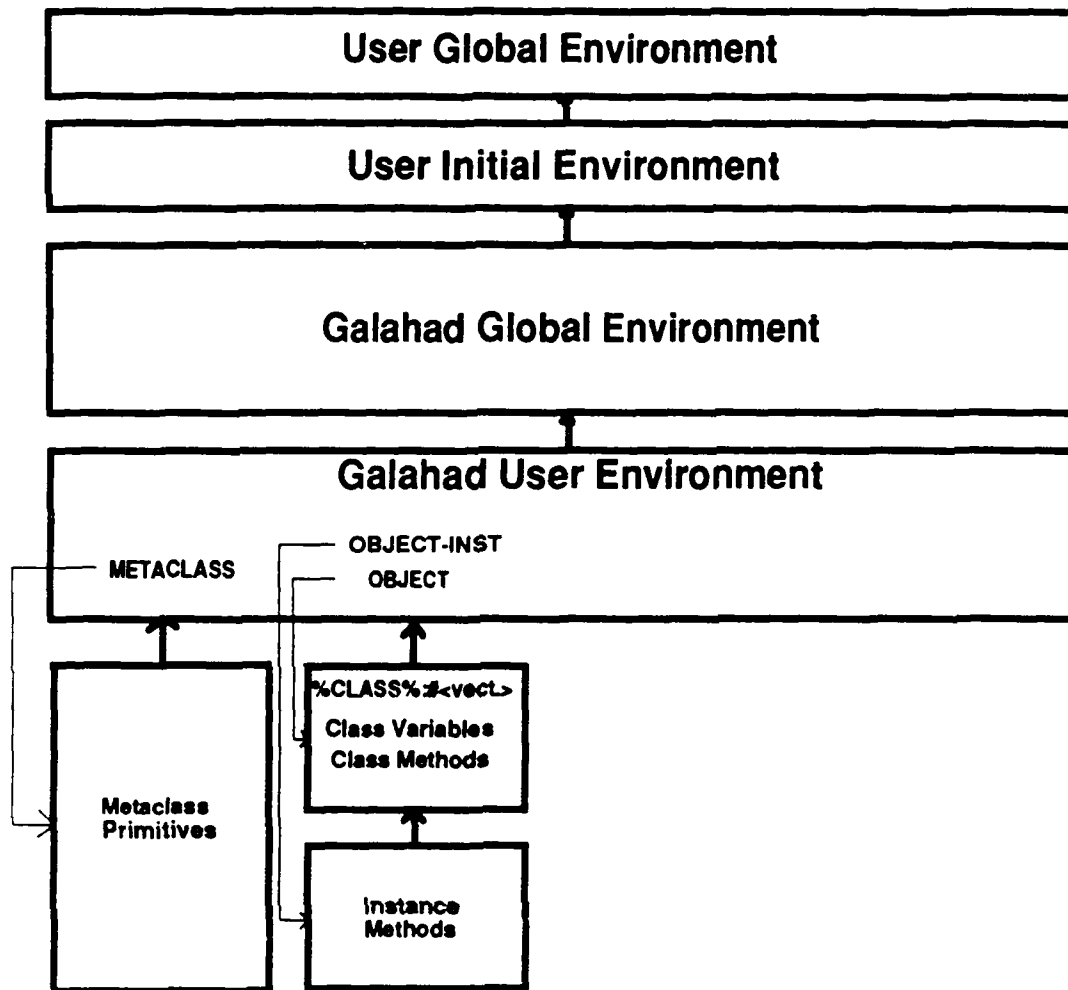 User Global Environment
User Initial Environment
Galahad Global Environment
Galahad User Environment
OBJECT-INST
METACLASS
OBJECT
%CLASS%:#<vect.>
Class Variables
Class Methods
Metaclass
Primitives
Instance
Methods